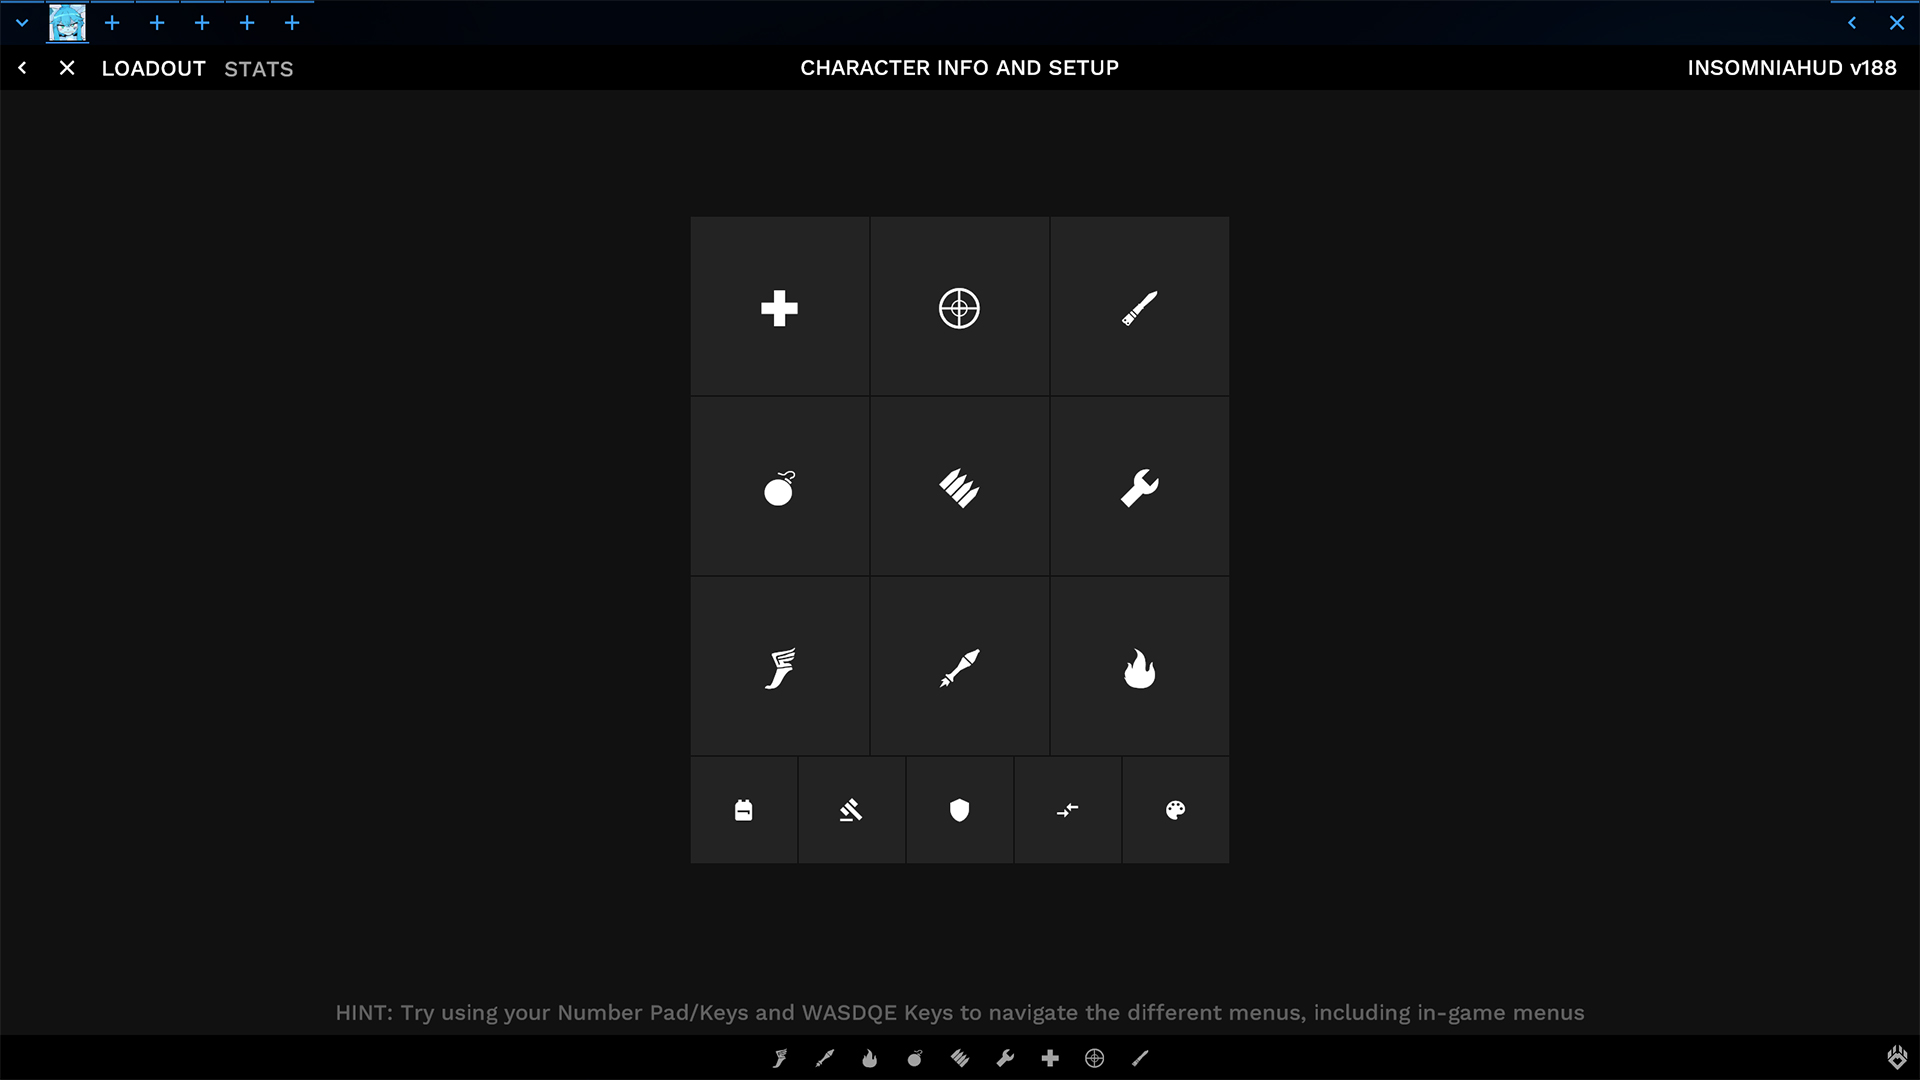 LOADOUT STATS
CHARACTER INFO AND SETUP
INSOMNIAHUD v188
HINT: Try using your Number Pad/Keys and WASDQE Keys to navigate the different menus, including in-game menus